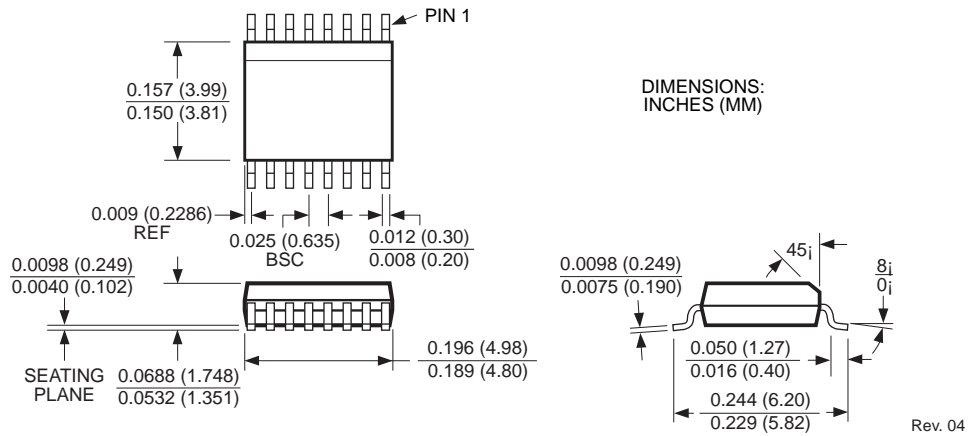 PIN 1
0.157 (3.99)
0.150 (3.81)
DIMENSIONS:
INCHES (MM)
0.009 (0.2286)
REF
0.025 (0.635)
BSC
0.012 (0.30)
0.008 (0.20)
0.0098 (0.249)
0.0040 (0.102)
SEATING
PLANE
0.0688 (1.748)
0.0532 (1.351)
0.196 (4.98)
0.189 (4.80)
0.0098 (0.249)
0.0075 (0.190)
45¡
8¡
0¡
0.050 (1.27)
0.016 (0.40)
0.244 (6.20)
0.229 (5.82)
Rev. 04